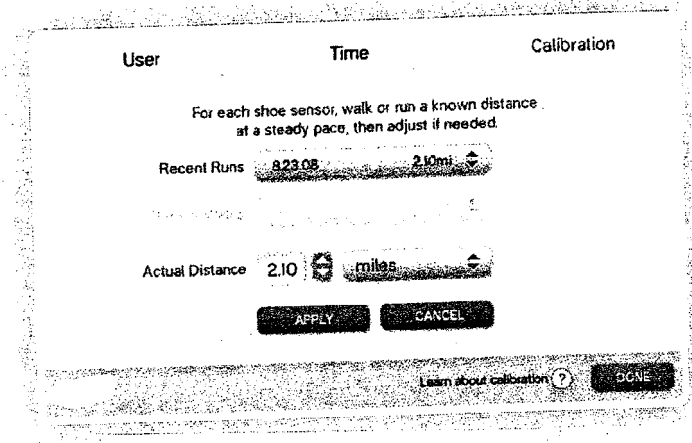 User Time Calibration
For each shoe sensor, walk or run a known distance
at a steady pace, then adjust if needed.
Recent Runs 8.23.08 2.10mi
Actual Distance 2.10 miles
APPLY CANCEL
Learn about calibration ? DONE